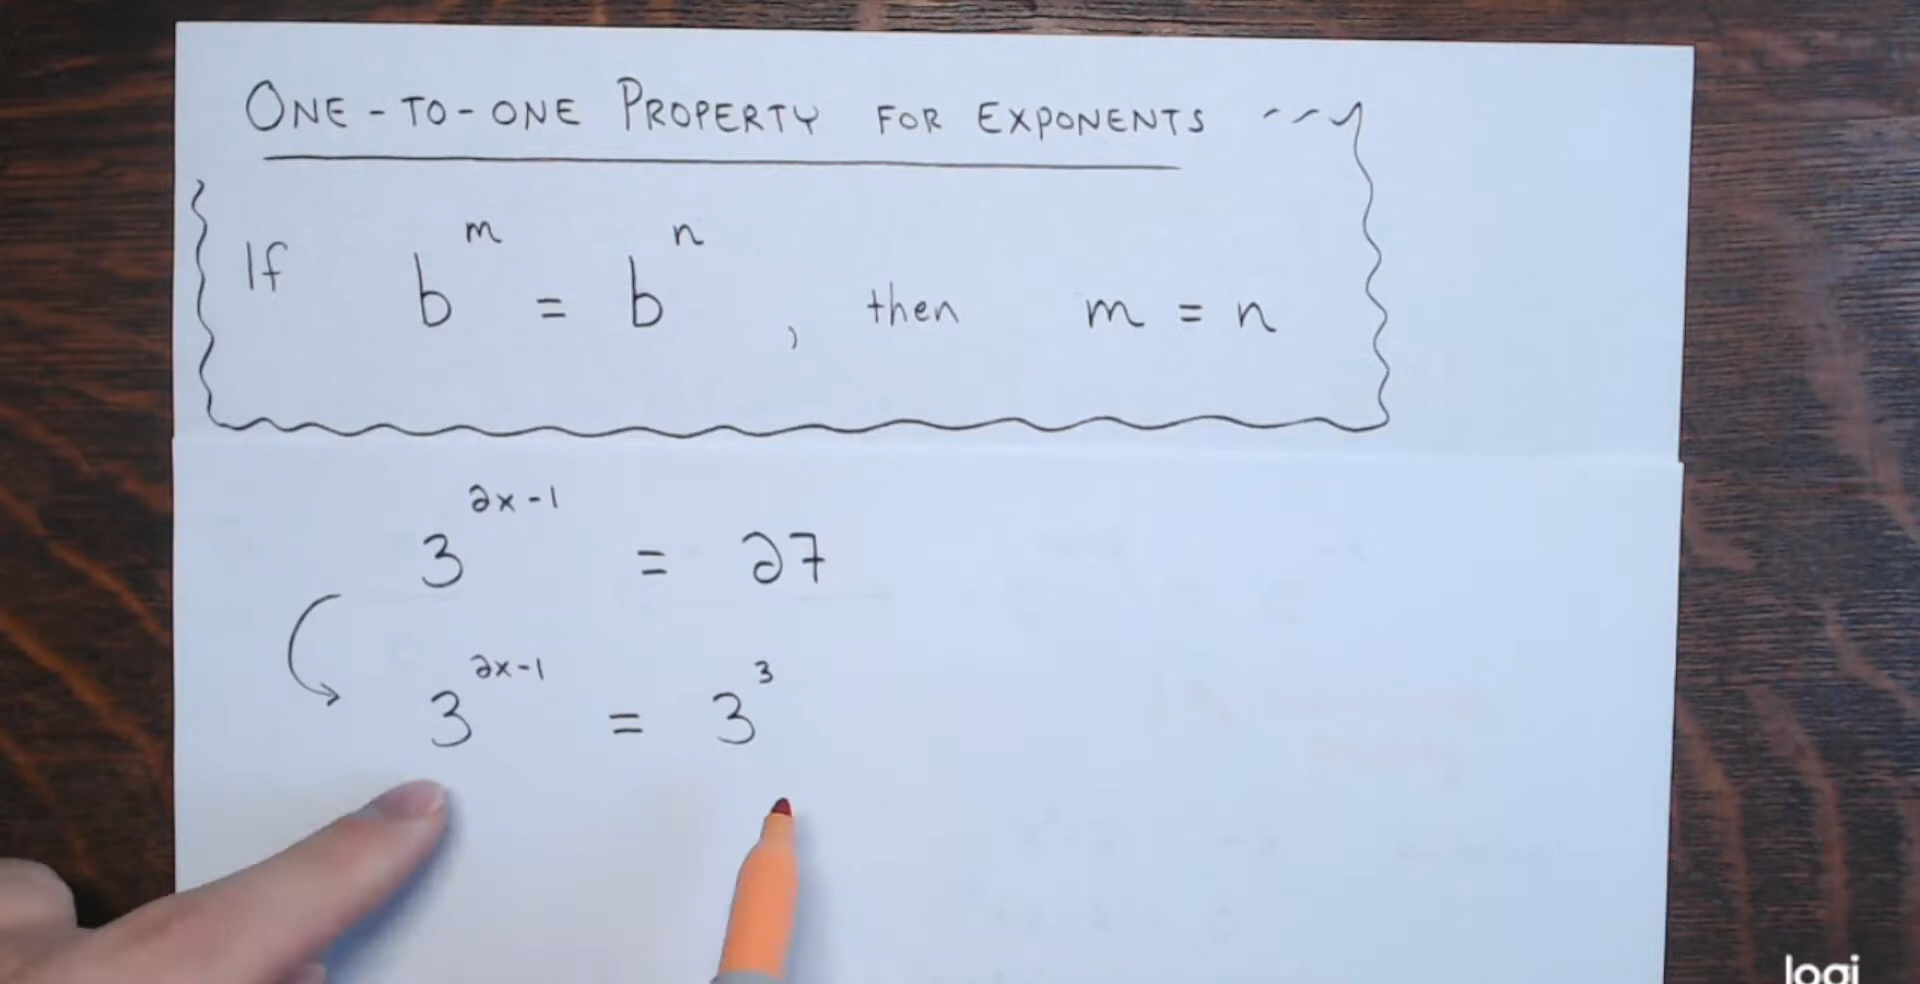 ONE-TO-ONE PROPERTY FOR EXPONENTS
If b^m = b^n, then m = n
3^{2x-1} = 27
3^{2x-1} = 3^3
logi